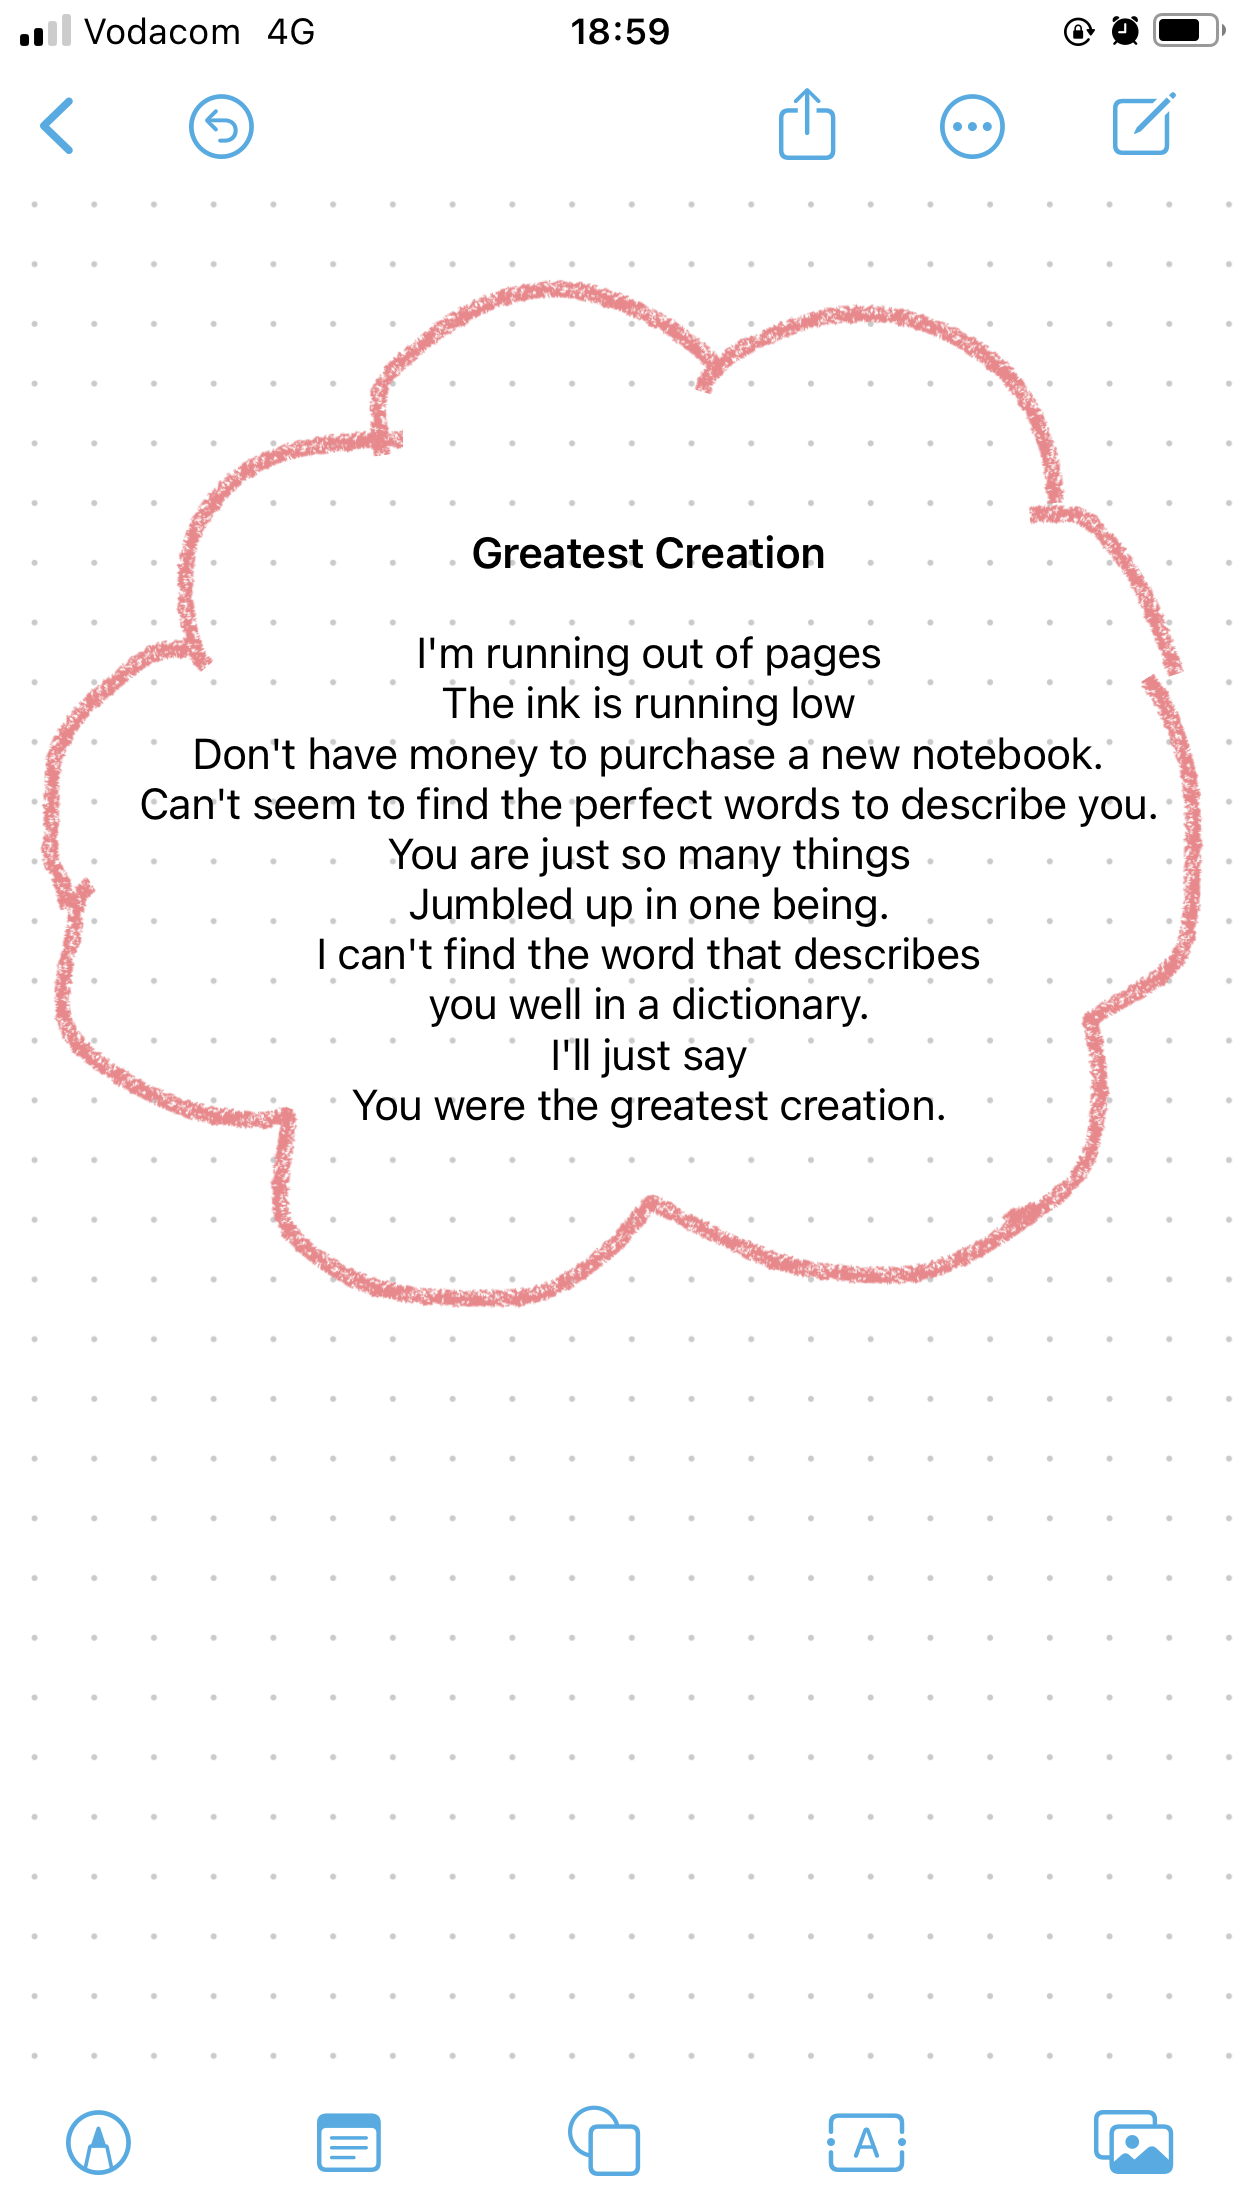 Vodacom 4G 18:59
Greatest Creation
I'm running out of pages
The ink is running low
Don't have money to purchase a new notebook.
Can't seem to find the perfect words to describe you.
You are just so many things
Jumbled up in one being.
I can't find the word that describes
you well in a dictionary.
I'll just say
You were the greatest creation.
A